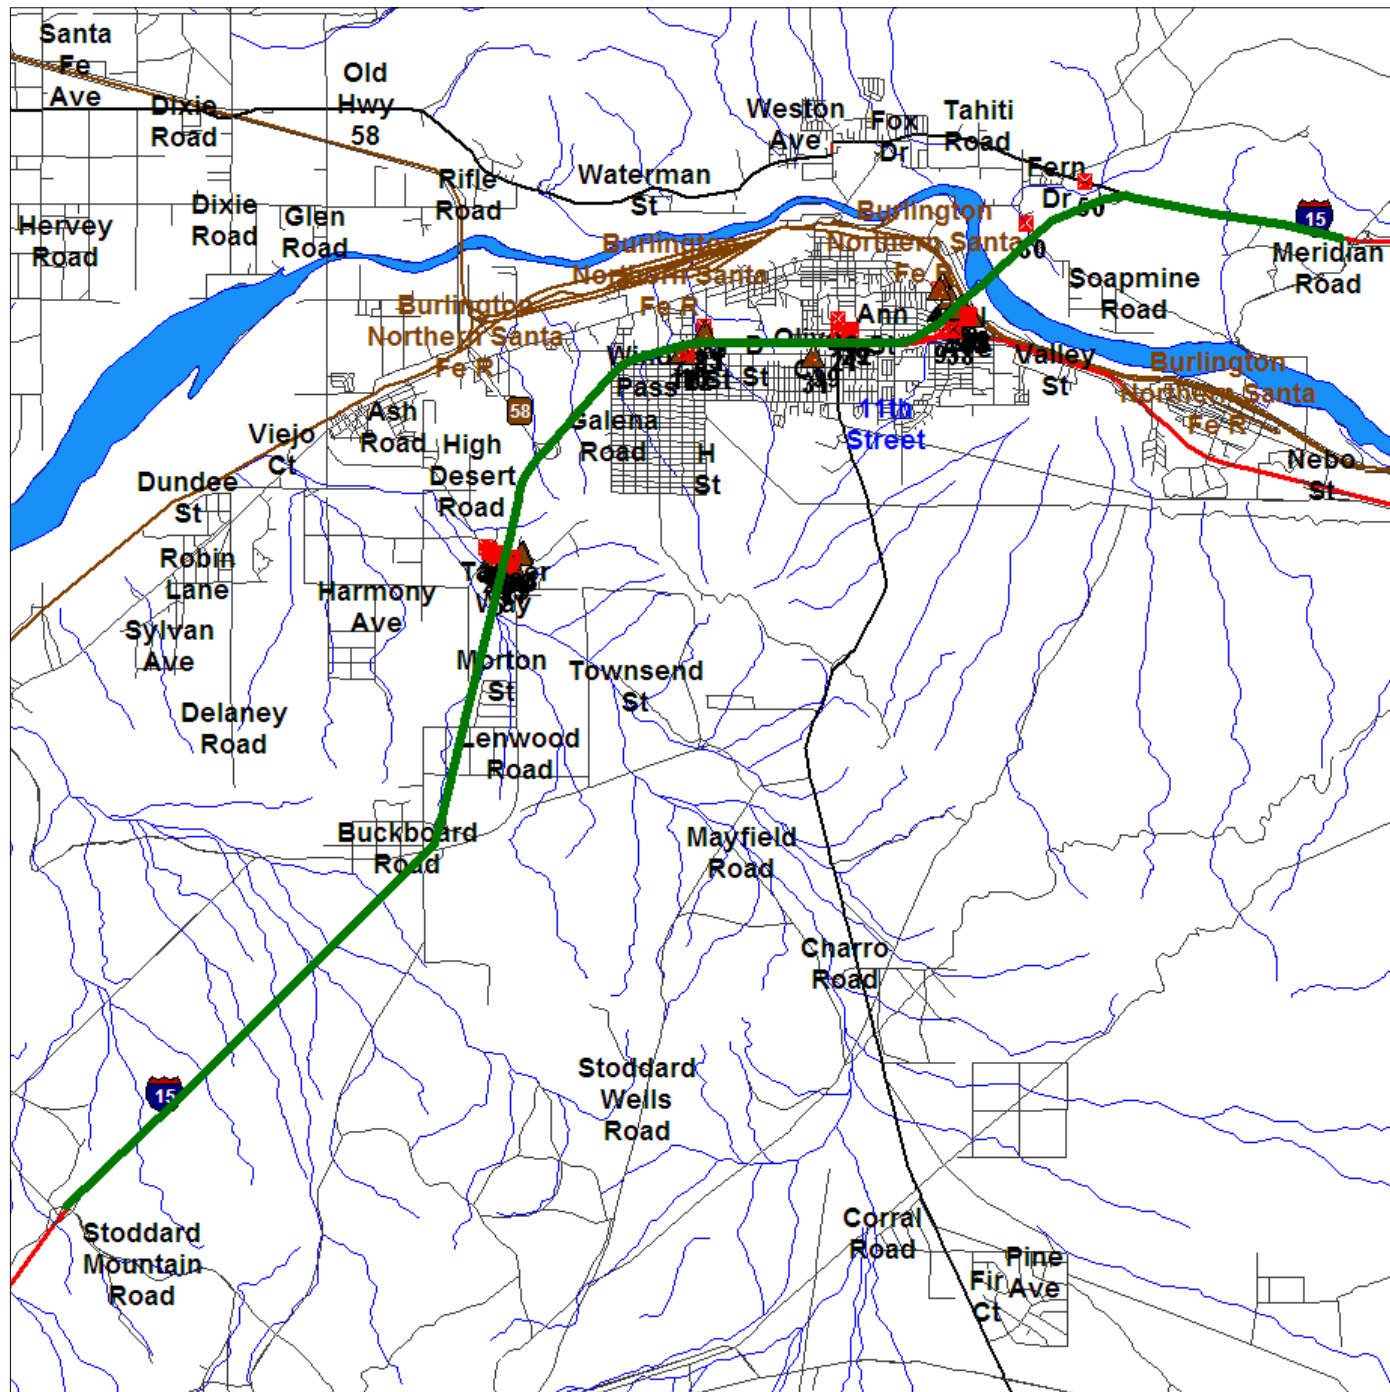 Santa
Fe
Ave
Dixie
Road
Old
Hwy
58
Weston
Ave
Fox
Dr
Tahiti
Road
Waterman
St
Rifle
Road
Fern
Dr
Hervey
Road
Dixie
Road
Glen
Road
15
Meridian
Road
Burlington
Northern Santa
Fe R
Burlington
Northern Santa
Fe R
Burlington
Northern Santa
Fe R
Soapmine
Road
Ann
St
Pass
St
St
Valley
St
Burlington
Northern Santa
Fe R
58
Ash
Road
Galena
Road
11th
Street
Viejo
Ct
High
Desert
Road
H
St
Nebo
St
Dundee
St
Robin
Lane
Harmony
Ave
Way
Sylvan
Ave
Morton
St
Townsend
St
Delaney
Road
Lenwood
Road
Buckboard
Road
Mayfield
Road
Charro
Road
15
Stoddard
Wells
Road
Stoddard
Mountain
Road
Corral
Road
Pine
Ave
Fir
Ct